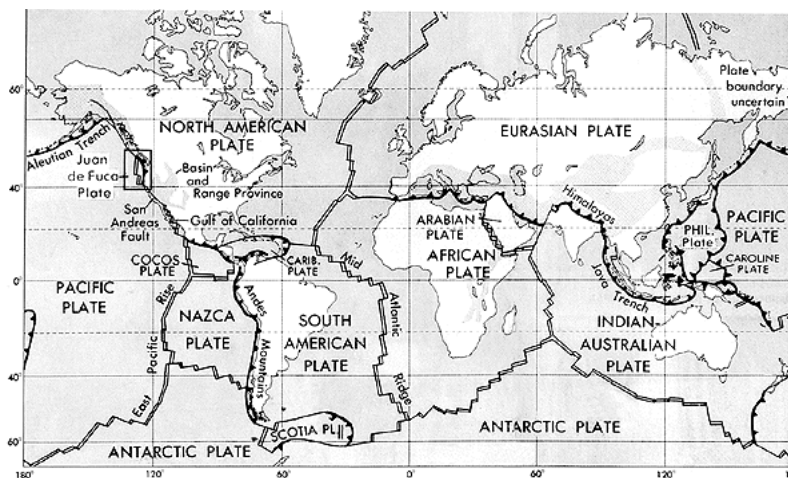 Plate
boundary
uncertain
60°
NORTH AMERICAN
PLATE
EURASIAN PLATE
Aleutian Trench
Juan
de Fuca
Plate
Basin
and
Range Province
40°
San
Andreas
Fault
Gulf of California
Himalayas
ARABIAN
PLATE
PHIL.
Plate
PACIFIC
PLATE
20°
COCOS
PLATE
CARIB.
PLATE
Mid
Atlantic
Ridge
AFRICAN
PLATE
CAROLINE
PLATE
Java Trench
0°
PACIFIC
PLATE
East
Pacific
Rise
NAZCA
PLATE
Andes
Mountains
SOUTH
AMERICAN
PLATE
INDIAN-
AUSTRALIAN
PLATE
20°
40°
SCOTIA PL
ANTARCTIC PLATE
ANTARCTIC PLATE
60°
180°
120°
60°
0°
60°
120°